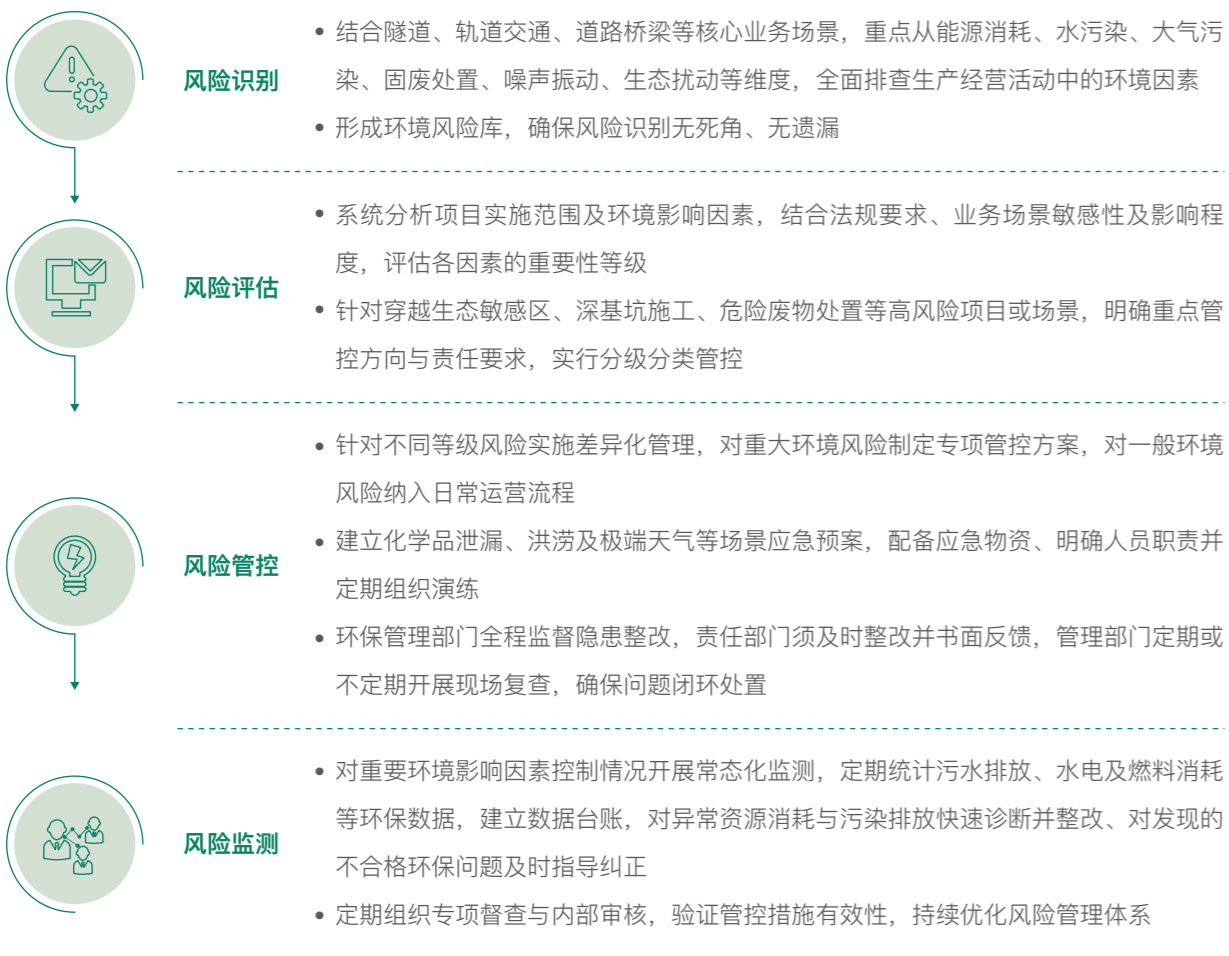 风险识别
• 结合隧道、轨道交通、道路桥梁等核心业务场景，重点从能源消耗、水污染、大气污
染、固废处置、噪声振动、生态扰动等维度，全面排查生产经营活动中的环境因素
• 形成环境风险库，确保风险识别无死角、无遗漏
风险评估
• 系统分析项目实施范围及环境影响因素，结合法规要求、业务场景敏感性及影响程
度，评估各因素的重要性等级
• 针对穿越生态敏感区、深基坑施工、危险废物处置等高风险项目或场景，明确重点管
控方向与责任要求，实行分级分类管控
风险管控
• 针对不同等级风险实施差异化管理，对重大环境风险制定专项管控方案，对一般环境
风险纳入日常运营流程
• 建立化学品泄漏、洪涝及极端天气等场景应急预案，配备应急物资、明确人员职责并
定期组织演练
• 环保管理部门全程监督隐患整改，责任部门须及时整改并书面反馈，管理部门定期或
不定期开展现场复查，确保问题闭环处置
风险监测
• 对重要环境影响因素控制情况开展常态化监测，定期统计污水排放、水电及燃料消耗
等环保数据，建立数据台账，对异常资源消耗与污染排放快速诊断并整改、对发现的
不合格环保问题及时指导纠正
• 定期组织专项督查与内部审核，验证管控措施有效性，持续优化风险管理体系